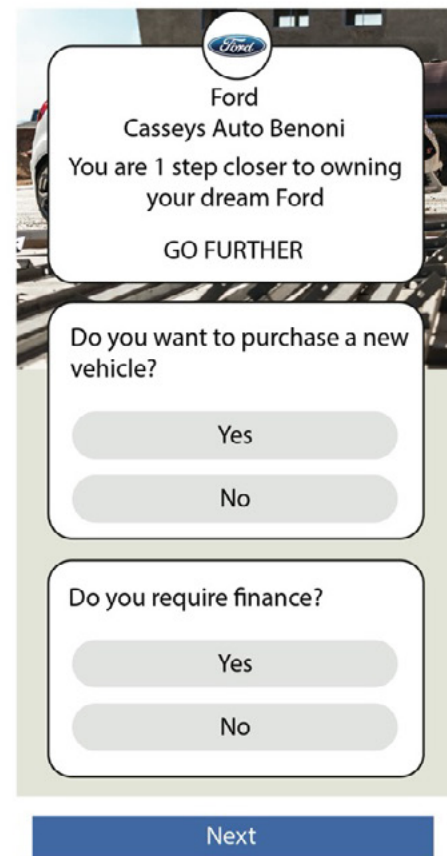 Ford
Ford
Casseys Auto Benoni
You are 1 step closer to owning
your dream Ford
GO FURTHER
Do you want to purchase a new
vehicle?
Yes
No
Do you require finance?
Yes
No
Next